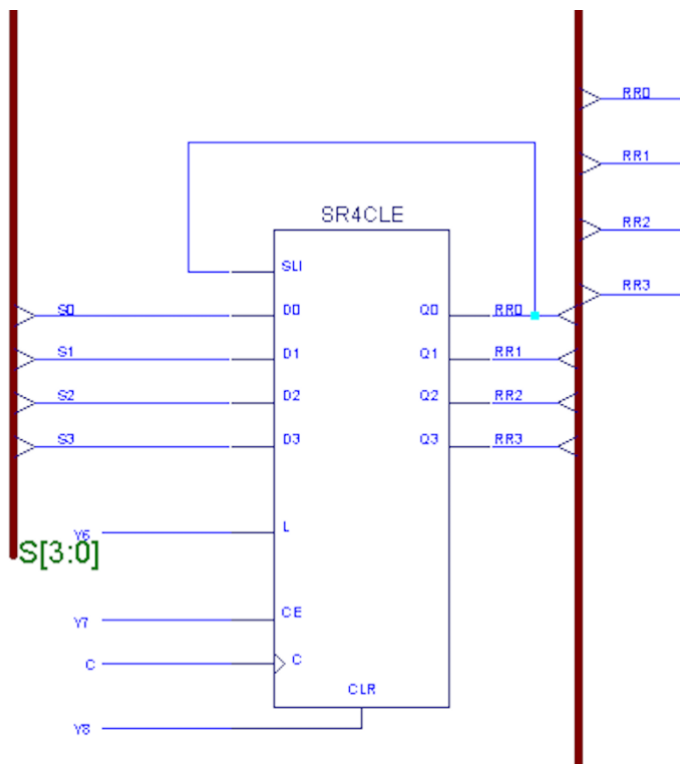 RR0
RR1
SR4CLE
RR2
SLI
RR3
S0 D0 Q0 RR0
S1 D1 Q1 RR1
S2 D2 Q2 RR2
S3 D3 Q3 RR3
Y6 L
S[3:0]
Y7 CE
C C
CLR
Y8